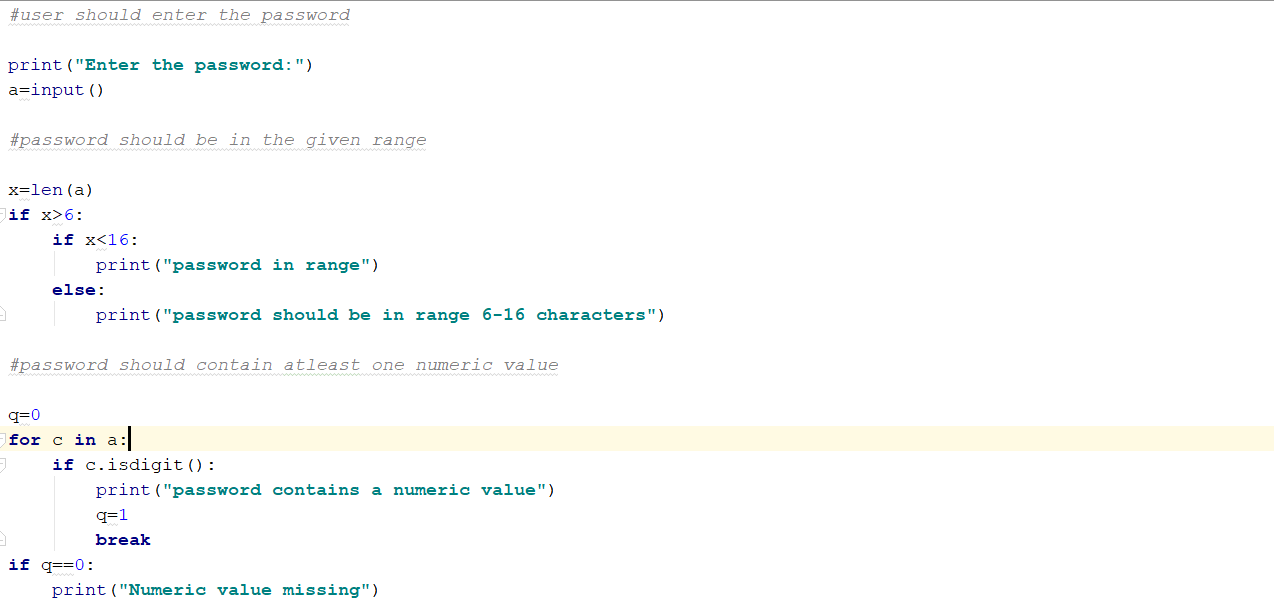 #user should enter the password
print("Enter the password:")
a=input()
#password should be in the given range
x=len(a)
if x>6:
    if x<16:
        print("password in range")
    else:
        print("password should be in range 6-16 characters")
#password should contain atleast one numeric value
q=0
for c in a:
    if c.isdigit():
        print("password contains a numeric value")
        q=1
        break
if q==0:
    print("Numeric value missing")